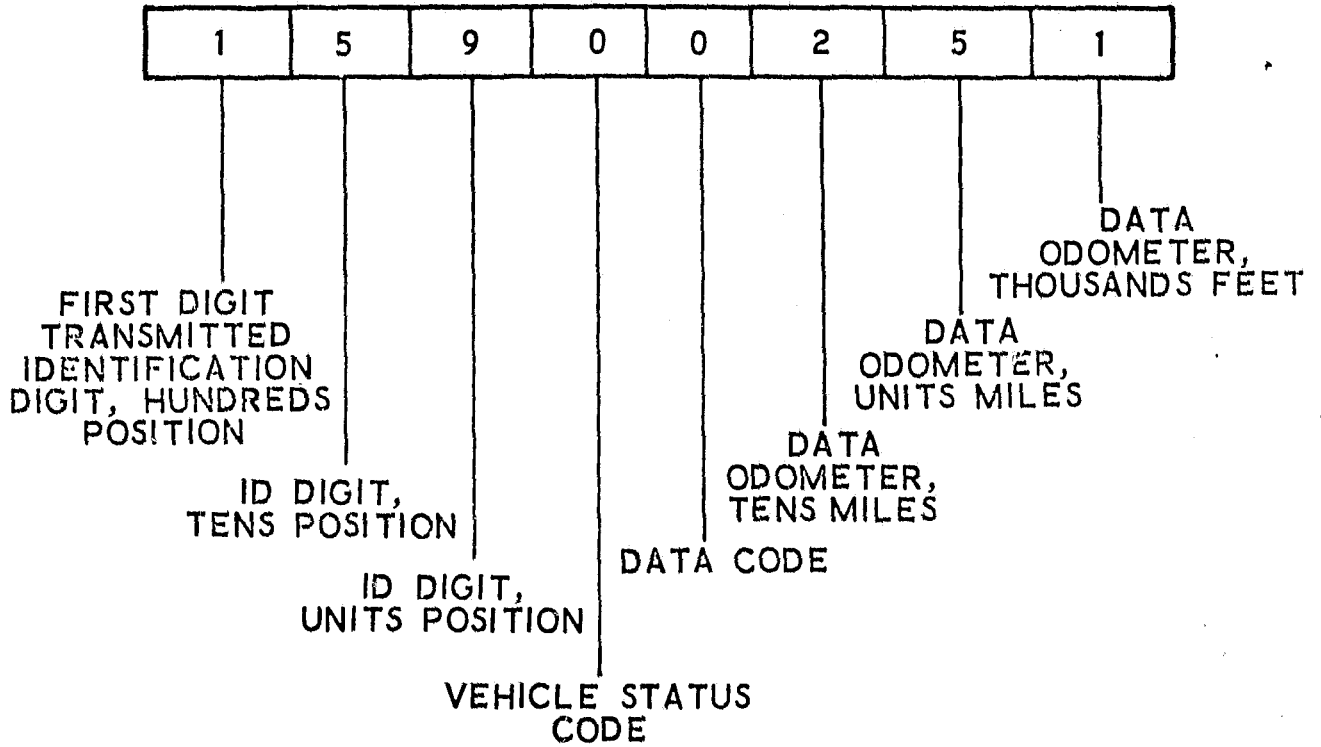 1 5 9 0 0 2 5 1
FIRST DIGIT
TRANSMITTED
IDENTIFICATION
DIGIT, HUNDREDS
POSITION
ID DIGIT,
TENS POSITION
ID DIGIT,
UNITS POSITION
VEHICLE STATUS
CODE
DATA CODE
DATA
ODOMETER,
TENS MILES
DATA
ODOMETER,
UNITS MILES
DATA
ODOMETER,
THOUSANDS FEET